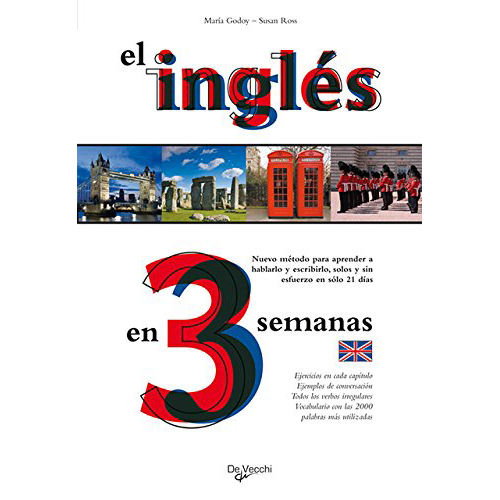 María Godoy – Susan Ross
el inglés
Nuevo método para aprender a
hablarlo y escribirlo, solos y sin
esfuerzo en sólo 21 días
en 3 semanas
Ejercicios en cada capítulo
Ejemplos de conversación
Todos los verbos irregulares
Vocabulario con las 2000
palabras más utilizadas
De Vecchi